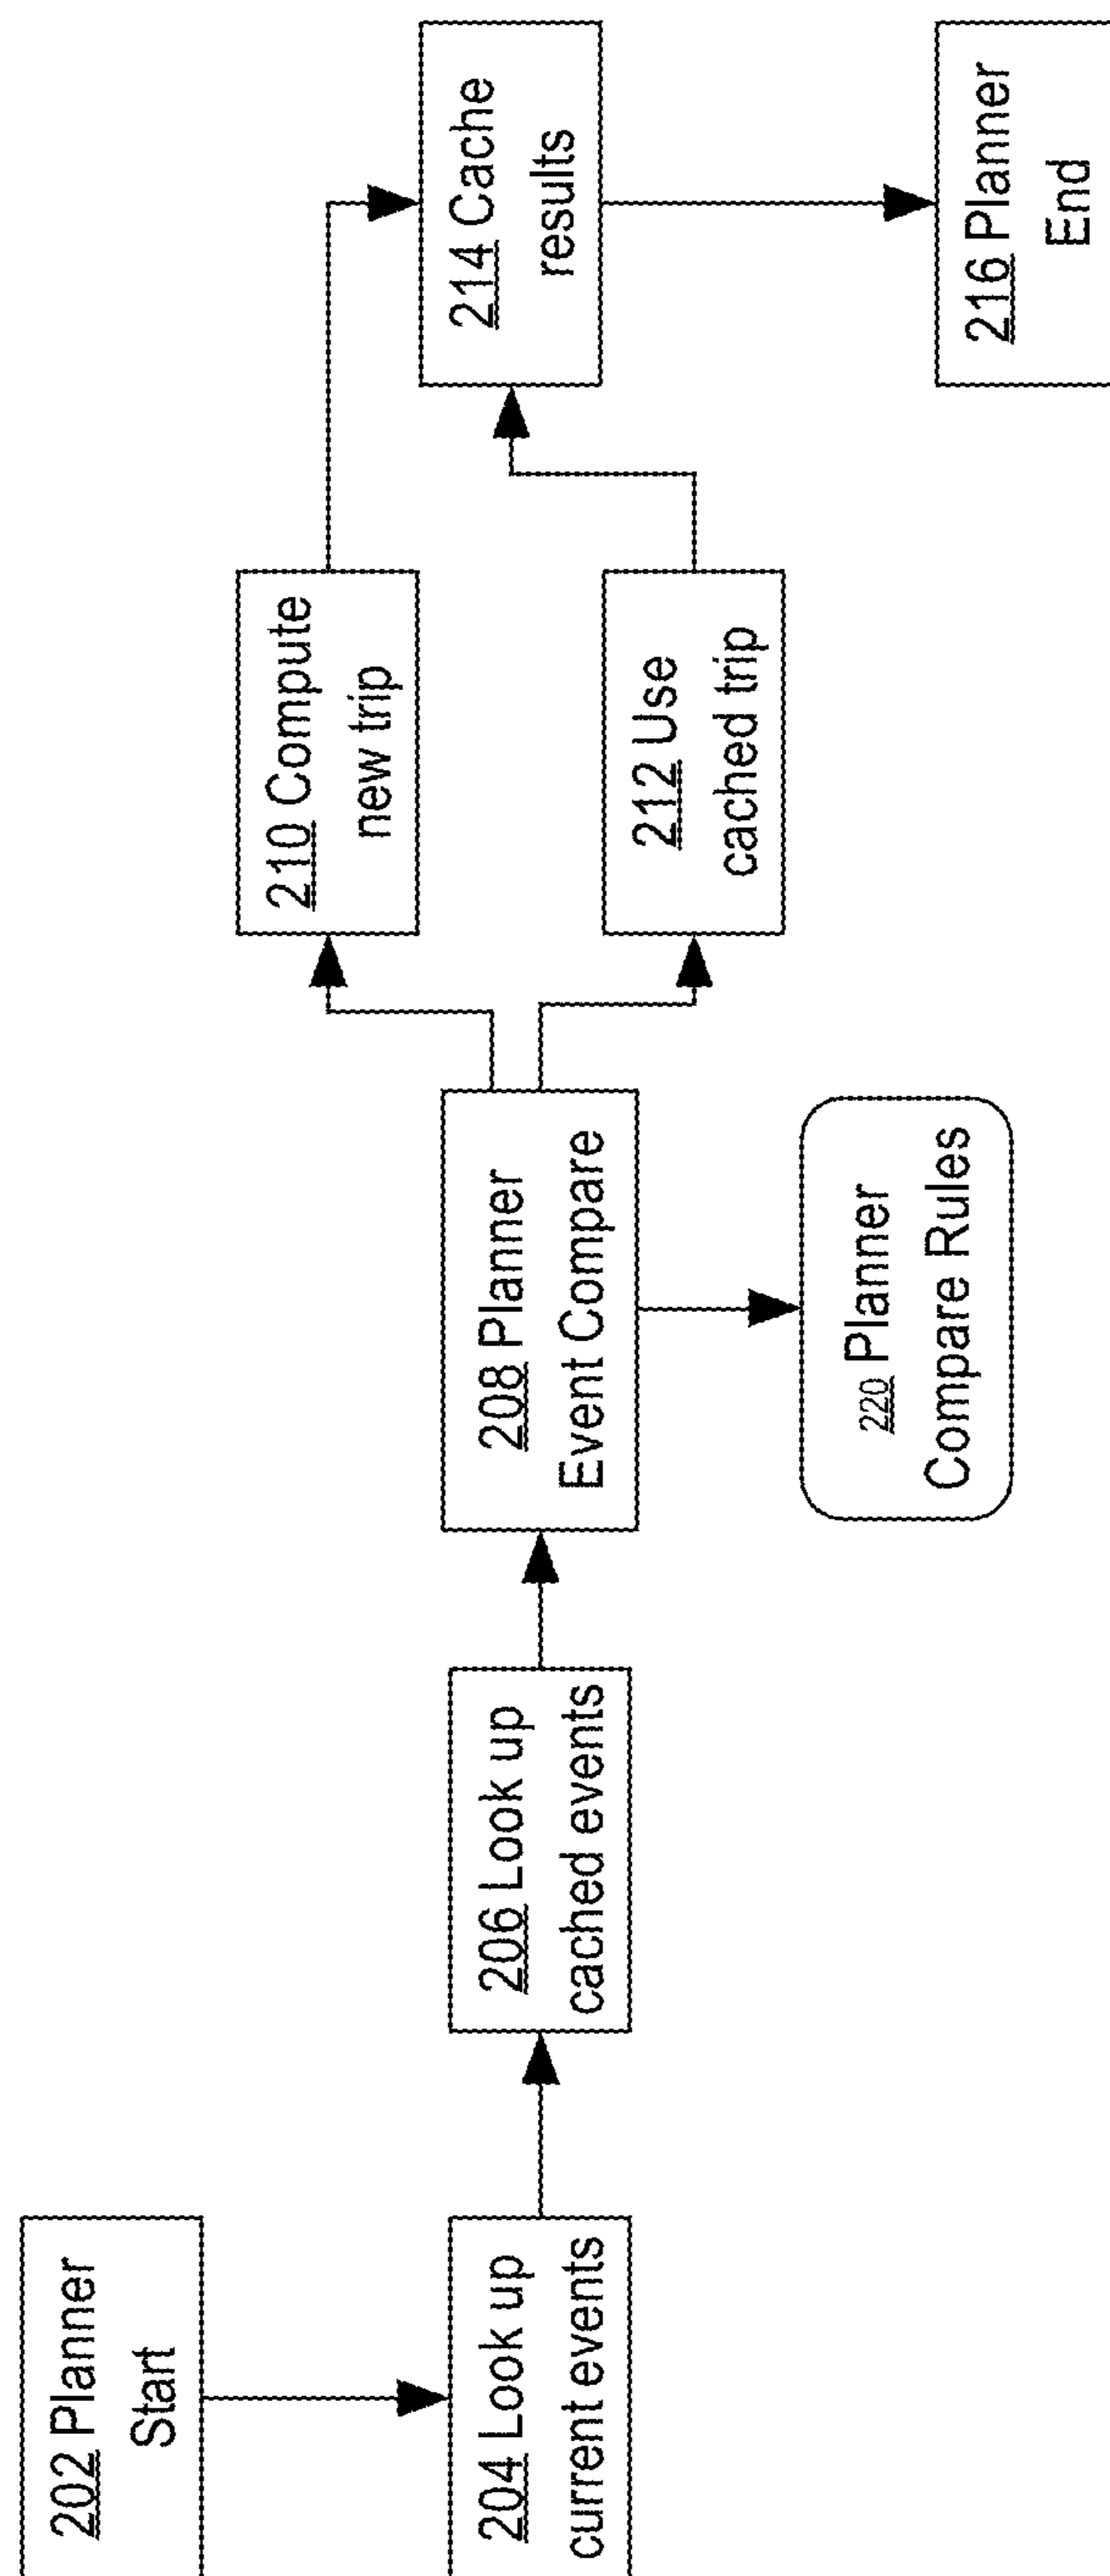 202 Planner
Start
204 Look up
current events
206 Look up
cached events
208 Planner
Event Compare
220 Planner
Compare Rules
210 Compute
new trip
212 Use
cached trip
214 Cache
results
216 Planner
End